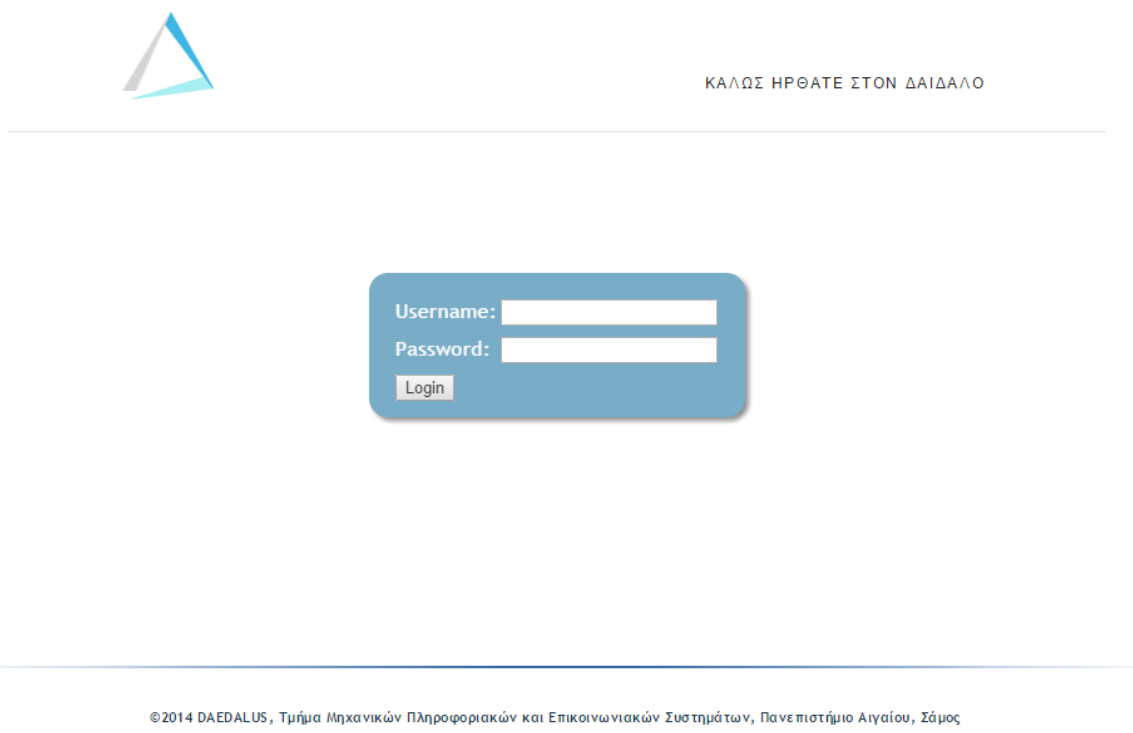 ΚΑΛΩΣ ΗΡΘΑΤΕ ΣΤΟΝ ΔΑΙΔΑΛΟ
Username:
Password:
Login
©2014 DAEDALUS, Τμήμα Μηχανικών Πληροφοριακών και Επικοινωνιακών Συστημάτων, Πανεπιστήμιο Αιγαίου, Σάμος